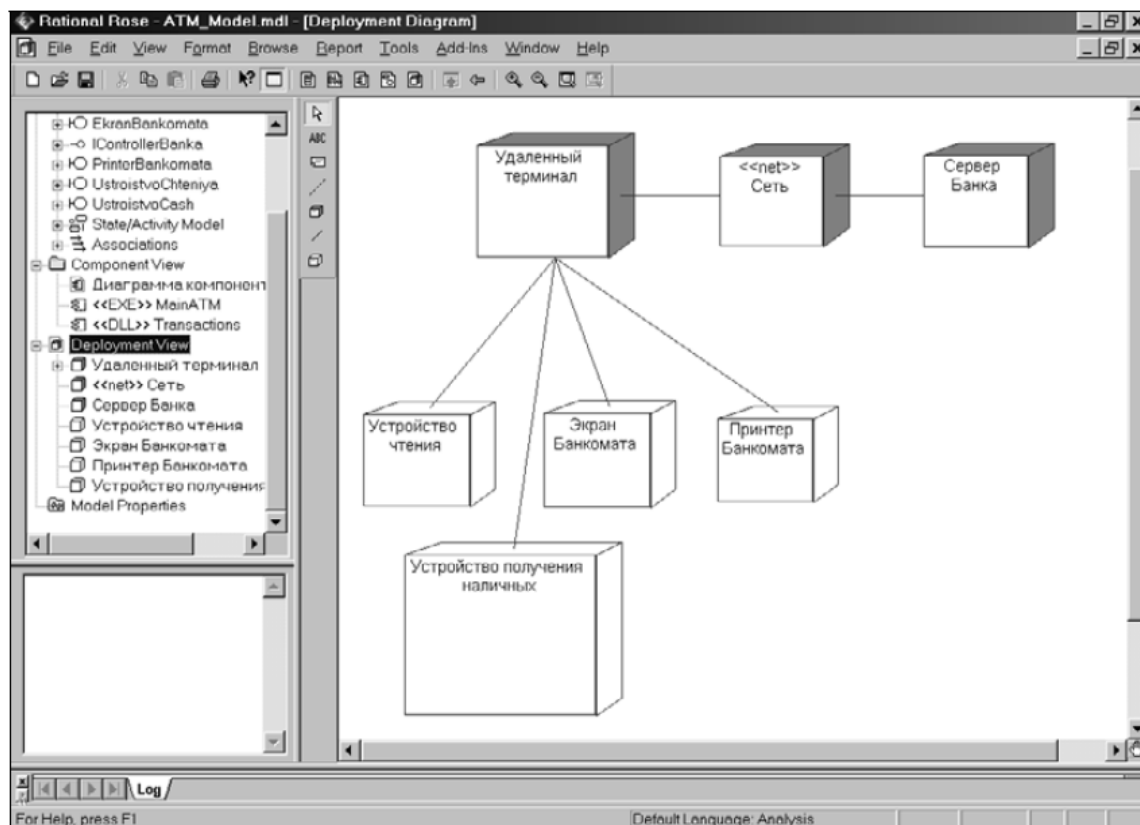 Rational Rose - ATM_Model.mdl - [Deployment Diagram]
File Edit View Format Browse Report Tools Add-Ins Window Help
EkranBankomata
IControllerBanka
PrinterBankomata
UstroistvoChteniya
UstroistvoCash
State/Activity Model
Associations
Component View
Диаграмма компонент
<<EXE>> MainATM
<<DLL>> Transactions
Deployment View
Удаленный терминал
<<net>> Сеть
Сервер Банка
Устройство чтения
Экран Банкомата
Принтер Банкомата
Устройство получения
Model Properties
ABC
Удаленный
терминал
<<net>>
Сеть
Сервер
Банка
Устройство
чтения
Экран
Банкомата
Принтер
Банкомата
Устройство получения
наличных
Log
For Help, press F1
Default Language: Analysis